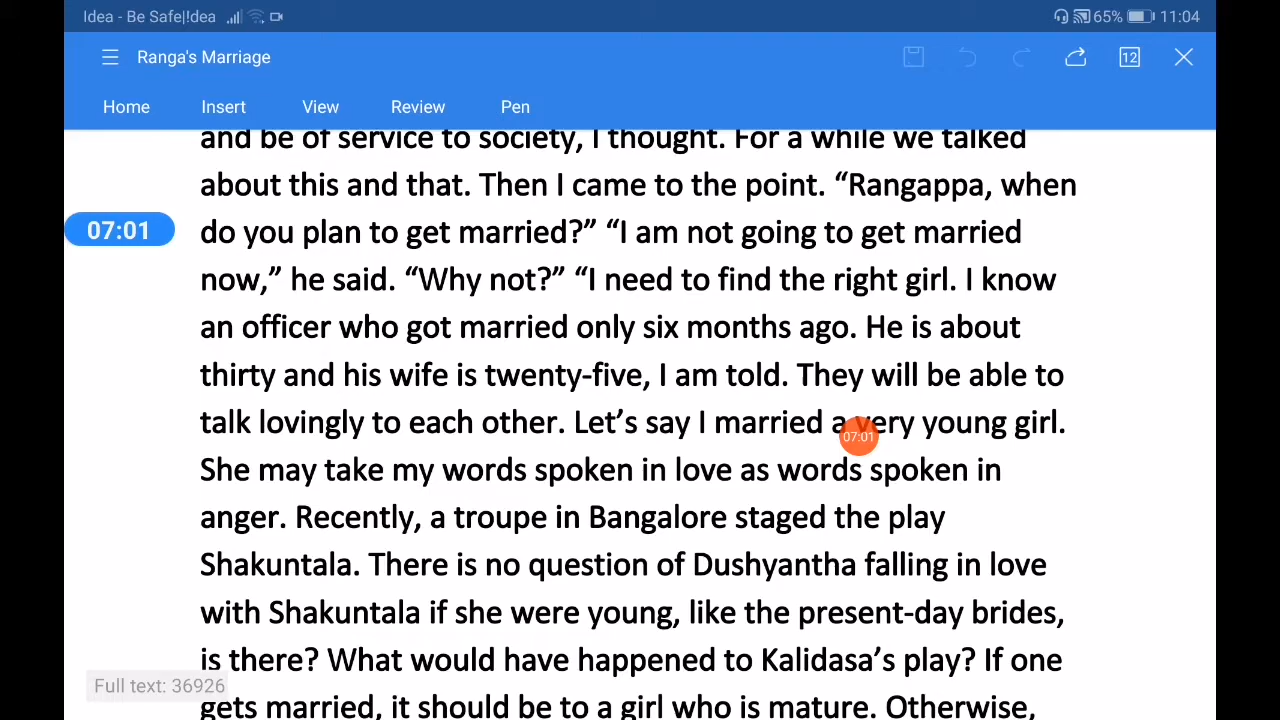 Idea - Be Safe|!dea
65% 11:04
Ranga's Marriage
12
Home Insert View Review Pen
and be of service to society, I thought. For a while we talked
about this and that. Then I came to the point. “Rangappa, when
07:01
do you plan to get married?” “I am not going to get married
now,” he said. “Why not?” “I need to find the right girl. I know
an officer who got married only six months ago. He is about
thirty and his wife is twenty-five, I am told. They will be able to
talk lovingly to each other. Let’s say I married a very young girl.
07:01
She may take my words spoken in love as words spoken in
anger. Recently, a troupe in Bangalore staged the play
Shakuntala. There is no question of Dushyantha falling in love
with Shakuntala if she were young, like the present-day brides,
is there? What would have happened to Kalidasa’s play? If one
Full text: 36926
gets married, it should be to a girl who is mature. Otherwise,